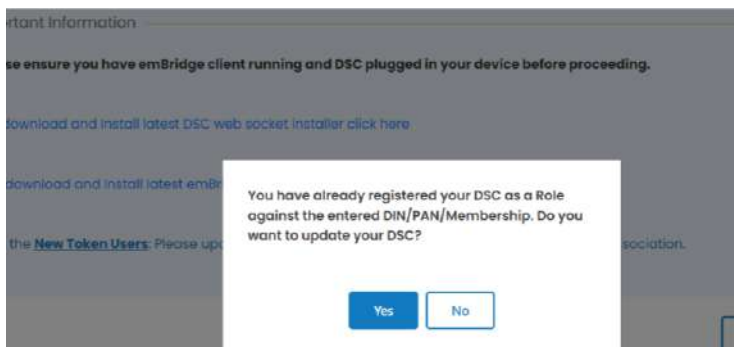 rtant Information
se ensure you have emBridge client running and DSC plugged in your device before proceeding.
download and Install latest DSC web socket installer click here
download and install latest emBr
You have already registered your DSC as a Role
against the entered DIN/PAN/Membership. Do you
want to update your DSC?
the New Token Users: Please upd
sociation.
Yes
No